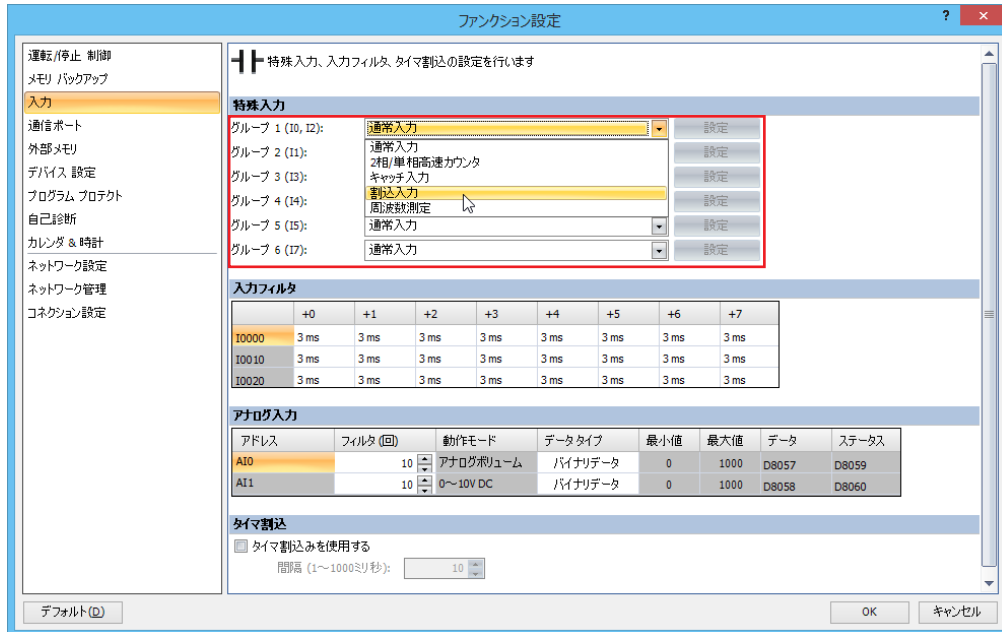 ファンクション設定
? ×
運転/停止 制御
メモリ バックアップ
入力
通信ポート
外部メモリ
デバイス 設定
プログラム プロテクト
自己診断
カレンダ & 時計
ネットワーク設定
ネットワーク管理
コネクション設定
特殊入力、入力フィルタ、タイマ割込の設定を行います
特殊入力
グループ 1 (I0, I2): 通常入力 設定
グループ 2 (I1): 設定
グループ 3 (I3): 設定
グループ 4 (I4): 設定
通常入力
2相/単相高速カウンタ
キャッチ入力
割込入力
周波数測定
グループ 5 (I5): 通常入力 設定
グループ 6 (I7): 通常入力 設定
入力フィルタ
+0 +1 +2 +3 +4 +5 +6 +7
I0000 3 ms 3 ms 3 ms 3 ms 3 ms 3 ms 3 ms 3 ms
I0010 3 ms 3 ms 3 ms 3 ms 3 ms 3 ms 3 ms 3 ms
I0020 3 ms 3 ms 3 ms 3 ms 3 ms 3 ms 3 ms 3 ms
アナログ入力
アドレス フィルタ (回) 動作モード データ タイプ 最小値 最大値 データ ステータス
AI0 10 アナログボリューム バイナリデータ 0 1000 D8057 D8059
AI1 10 0～10V DC バイナリデータ 0 1000 D8058 D8060
タイマ割込
タイマ割込みを使用する
間隔 (1～1000ミリ秒): 10
デフォルト(D) OK キャンセル